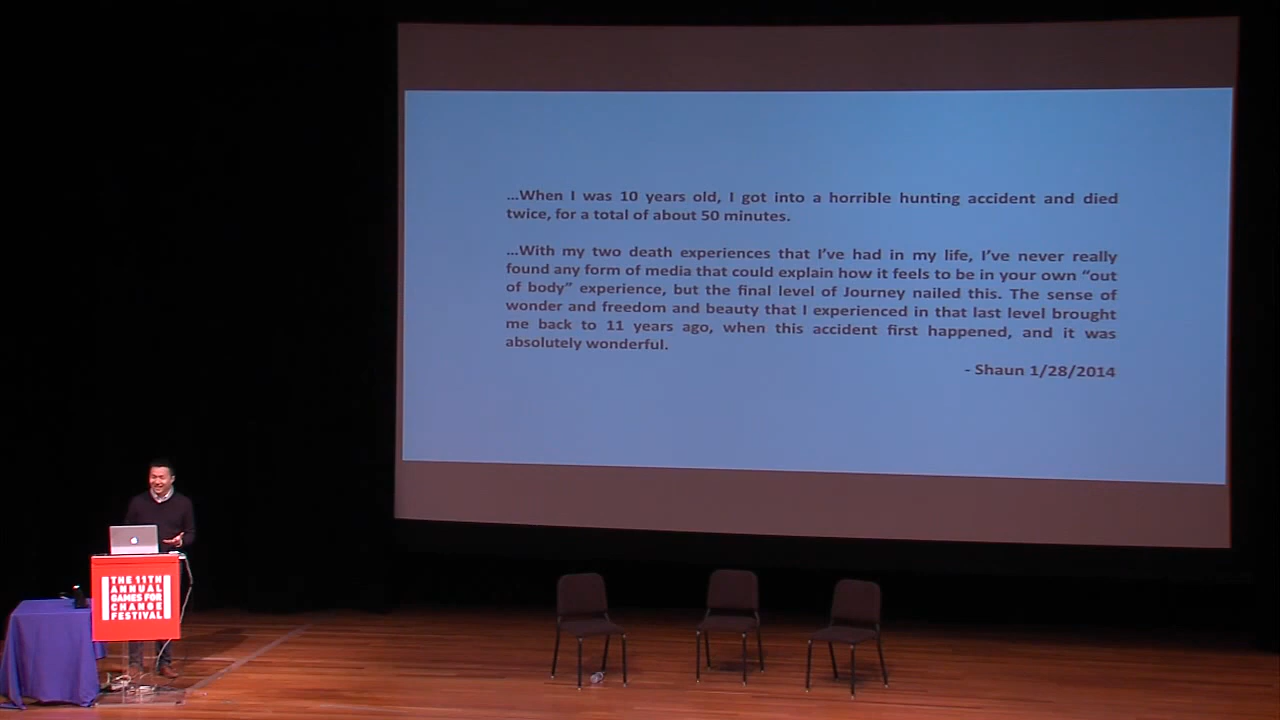 ...When I was 10 years old, I got into a horrible hunting accident and died
twice, for a total of about 50 minutes.
...With my two death experiences that I've had in my life, I've never really
found any form of media that could explain how it feels to be in your own "out
of body" experience, but the final level of Journey nailed this. The sense of
wonder and freedom and beauty that I experienced in that last level brought
me back to 11 years ago, when this accident first happened, and it was
absolutely wonderful.
- Shaun 1/28/2014
THE 11TH
ANNUAL
GAMES FOR
CHANGE
FESTIVAL